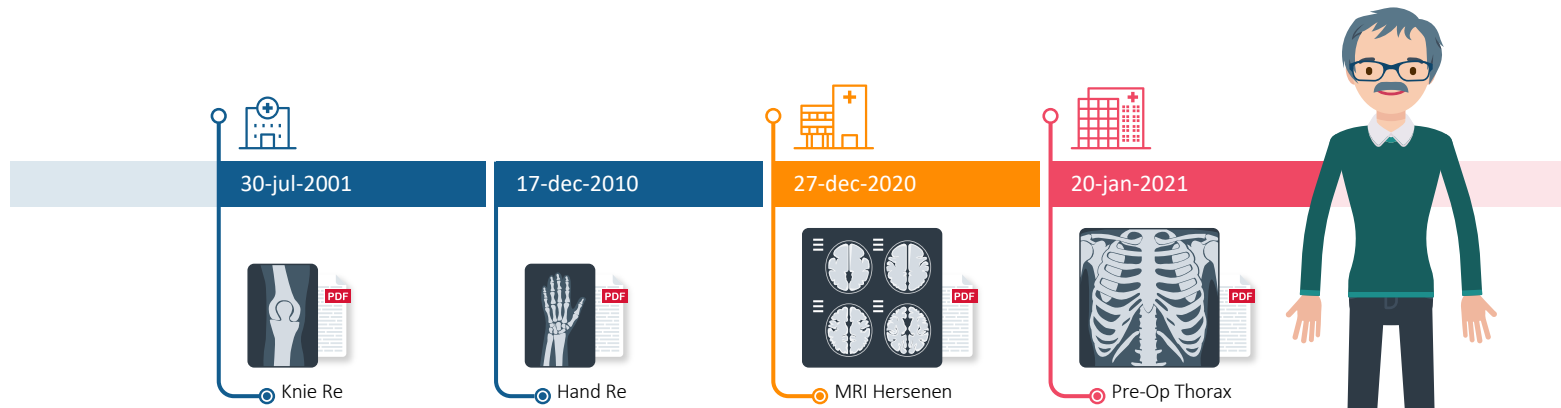 30-jul-2001
17-dec-2010
27-dec-2020
20-jan-2021
PDF
PDF
PDF
PDF
Knie Re
Hand Re
MRI Hersenen
Pre-Op Thorax